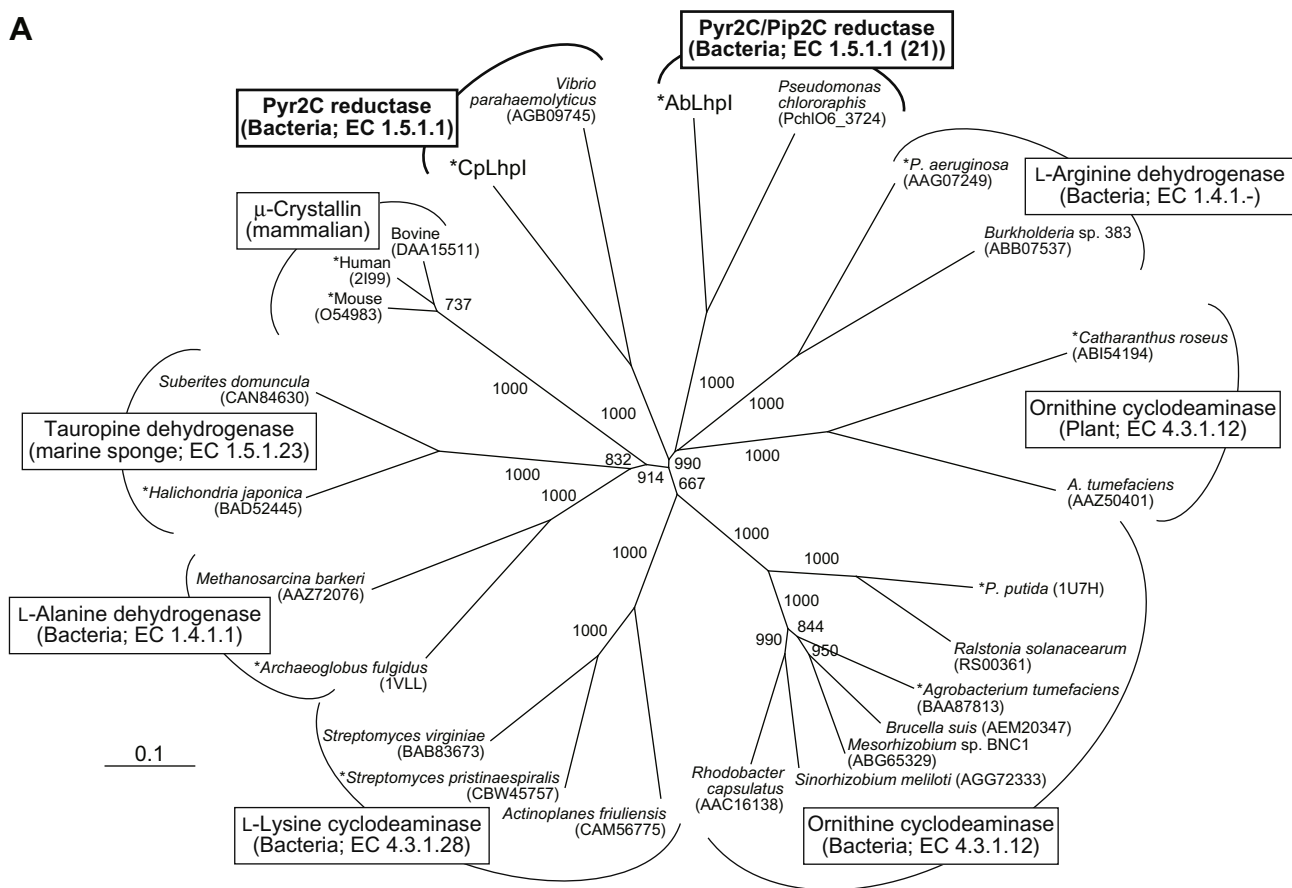 A
Pyr2C/Pip2C reductase
(Bacteria; EC 1.5.1.1 (21))
Pyr2C reductase
(Bacteria; EC 1.5.1.1)
Vibrio
parahaemolyticus
(AGB09745)
*AbLhpI
Pseudomonas
chlororaphis
(PchlO6_3724)
*CpLhpI
*P. aeruginosa
(AAG07249)
L-Arginine dehydrogenase
(Bacteria; EC 1.4.1.-)
μ-Crystallin
(mammalian)
Bovine
(DAA15511)
*Human
(2I99)
*Mouse
(O54983)
737
Burkholderia sp. 383
(ABB07537)
*Catharanthus roseus
(ABI54194)
Suberites domuncula
(CAN84630)
1000
1000
1000
1000
Ornithine cyclodeaminase
(Plant; EC 4.3.1.12)
Tauropine dehydrogenase
(marine sponge; EC 1.5.1.23)
832
914
990
667
1000
1000
1000
*Halichondria japonica
(BAD52445)
A. tumefaciens
(AAZ50401)
1000
1000
Methanosarcina barkeri
(AAZ72076)
*P. putida (1U7H)
L-Alanine dehydrogenase
(Bacteria; EC 1.4.1.1)
1000
1000
844
990
950
Ralstonia solanacearum
(RS00361)
*Archaeoglobus fulgidus
(1VLL)
*Agrobacterium tumefaciens
(BAA87813)
Streptomyces virginiae
(BAB83673)
Brucella suis (AEM20347)
Mesorhizobium sp. BNC1
(ABG65329)
0.1
*Streptomyces pristinaespiralis
(CBW45757)
Rhodobacter
capsulatus
(AAC16138)
Sinorhizobium meliloti (AGG72333)
Actinoplanes friuliensis
(CAM56775)
L-Lysine cyclodeaminase
(Bacteria; EC 4.3.1.28)
Ornithine cyclodeaminase
(Bacteria; EC 4.3.1.12)